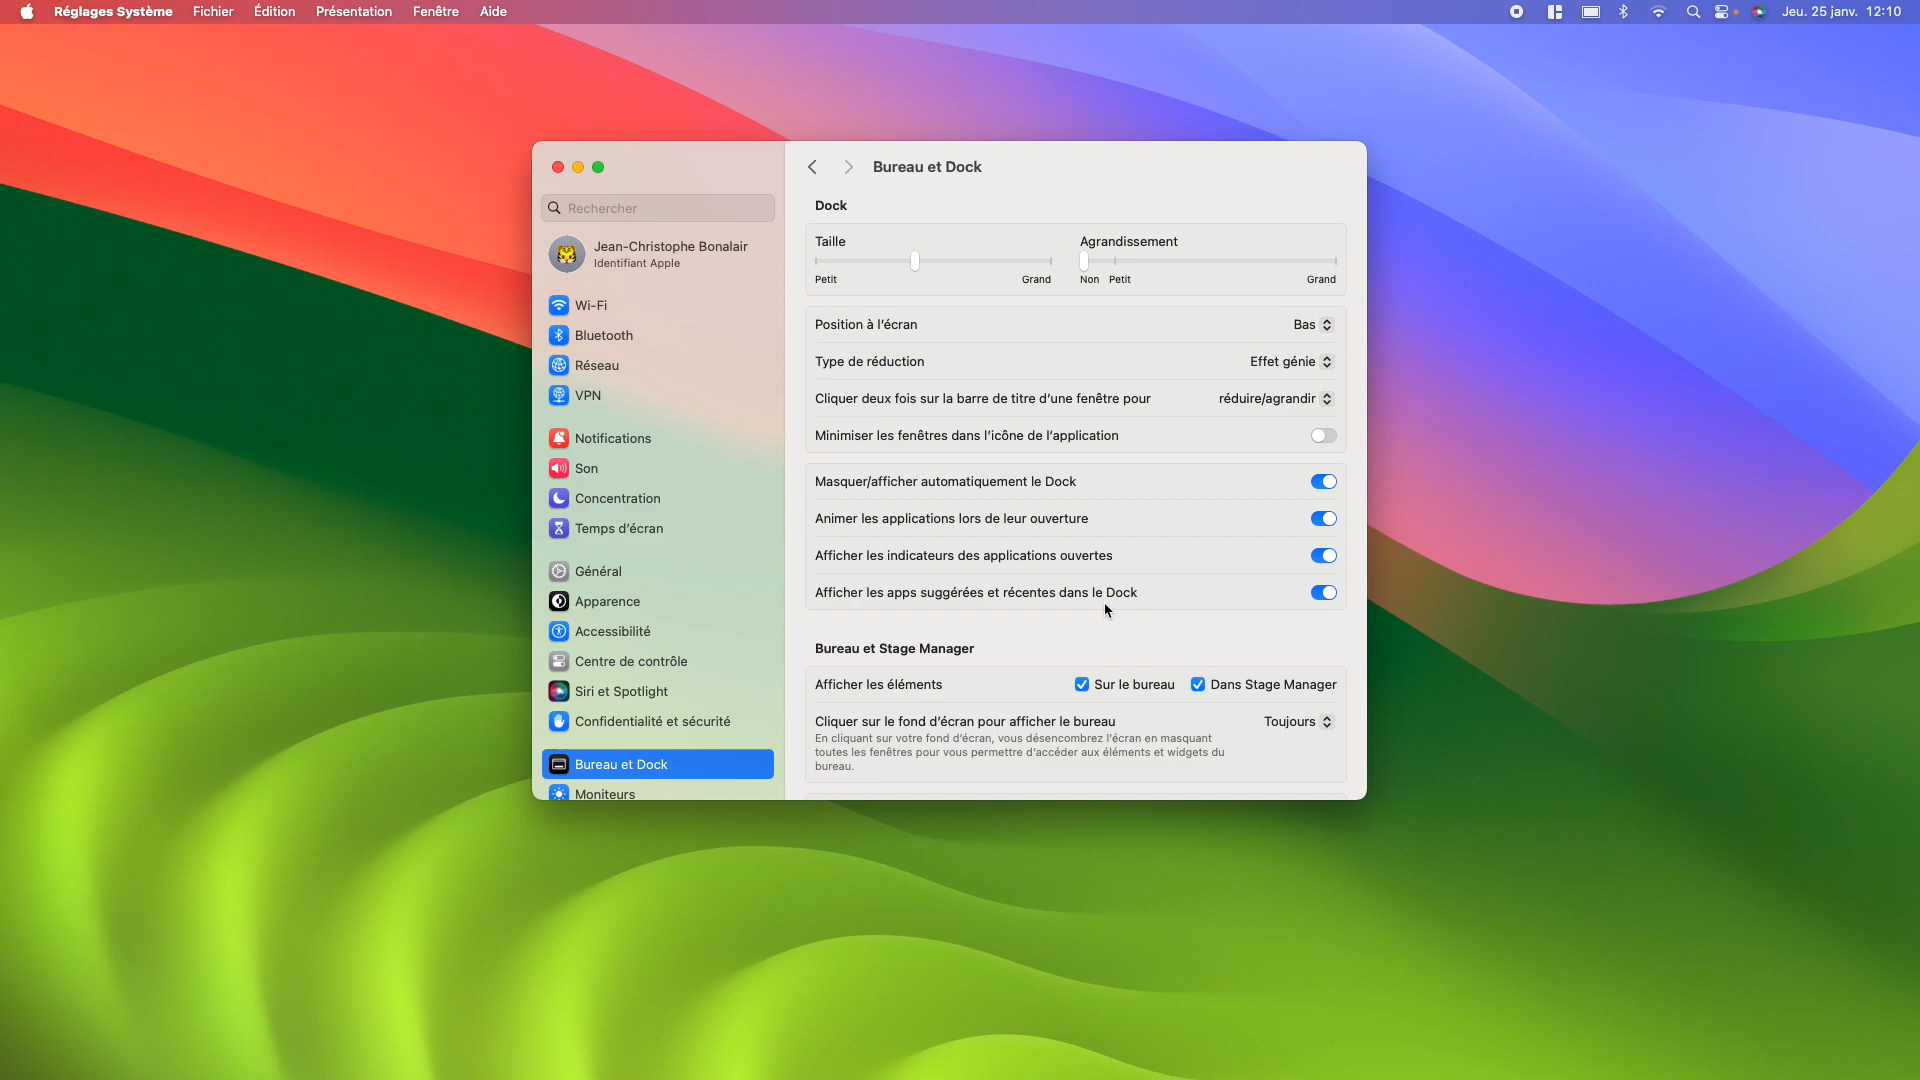 Réglages Système Fichier Édition Présentation Fenêtre Aide Jeu. 25 janv. 12:10
Rechercher
Jean-Christophe Bonalair
Identifiant Apple
Wi-Fi
Bluetooth
Réseau
VPN
Notifications
Son
Concentration
Temps d'écran
Général
Apparence
Accessibilité
Centre de contrôle
Siri et Spotlight
Confidentialité et sécurité
Bureau et Dock
Moniteurs
Bureau et Dock
Dock
Taille Agrandissement
Petit Grand Non Petit Grand
Position à l'écran Bas
Type de réduction Effet génie
Cliquer deux fois sur la barre de titre d'une fenêtre pour réduire/agrandir
Minimiser les fenêtres dans l'icône de l'application
Masquer/afficher automatiquement le Dock
Animer les applications lors de leur ouverture
Afficher les indicateurs des applications ouvertes
Afficher les apps suggérées et récentes dans le Dock
Bureau et Stage Manager
Afficher les éléments Sur le bureau Dans Stage Manager
Cliquer sur le fond d'écran pour afficher le bureau Toujours
En cliquant sur votre fond d'écran, vous désencombrez l'écran en masquant
toutes les fenêtres pour vous permettre d'accéder aux éléments et widgets du
bureau.